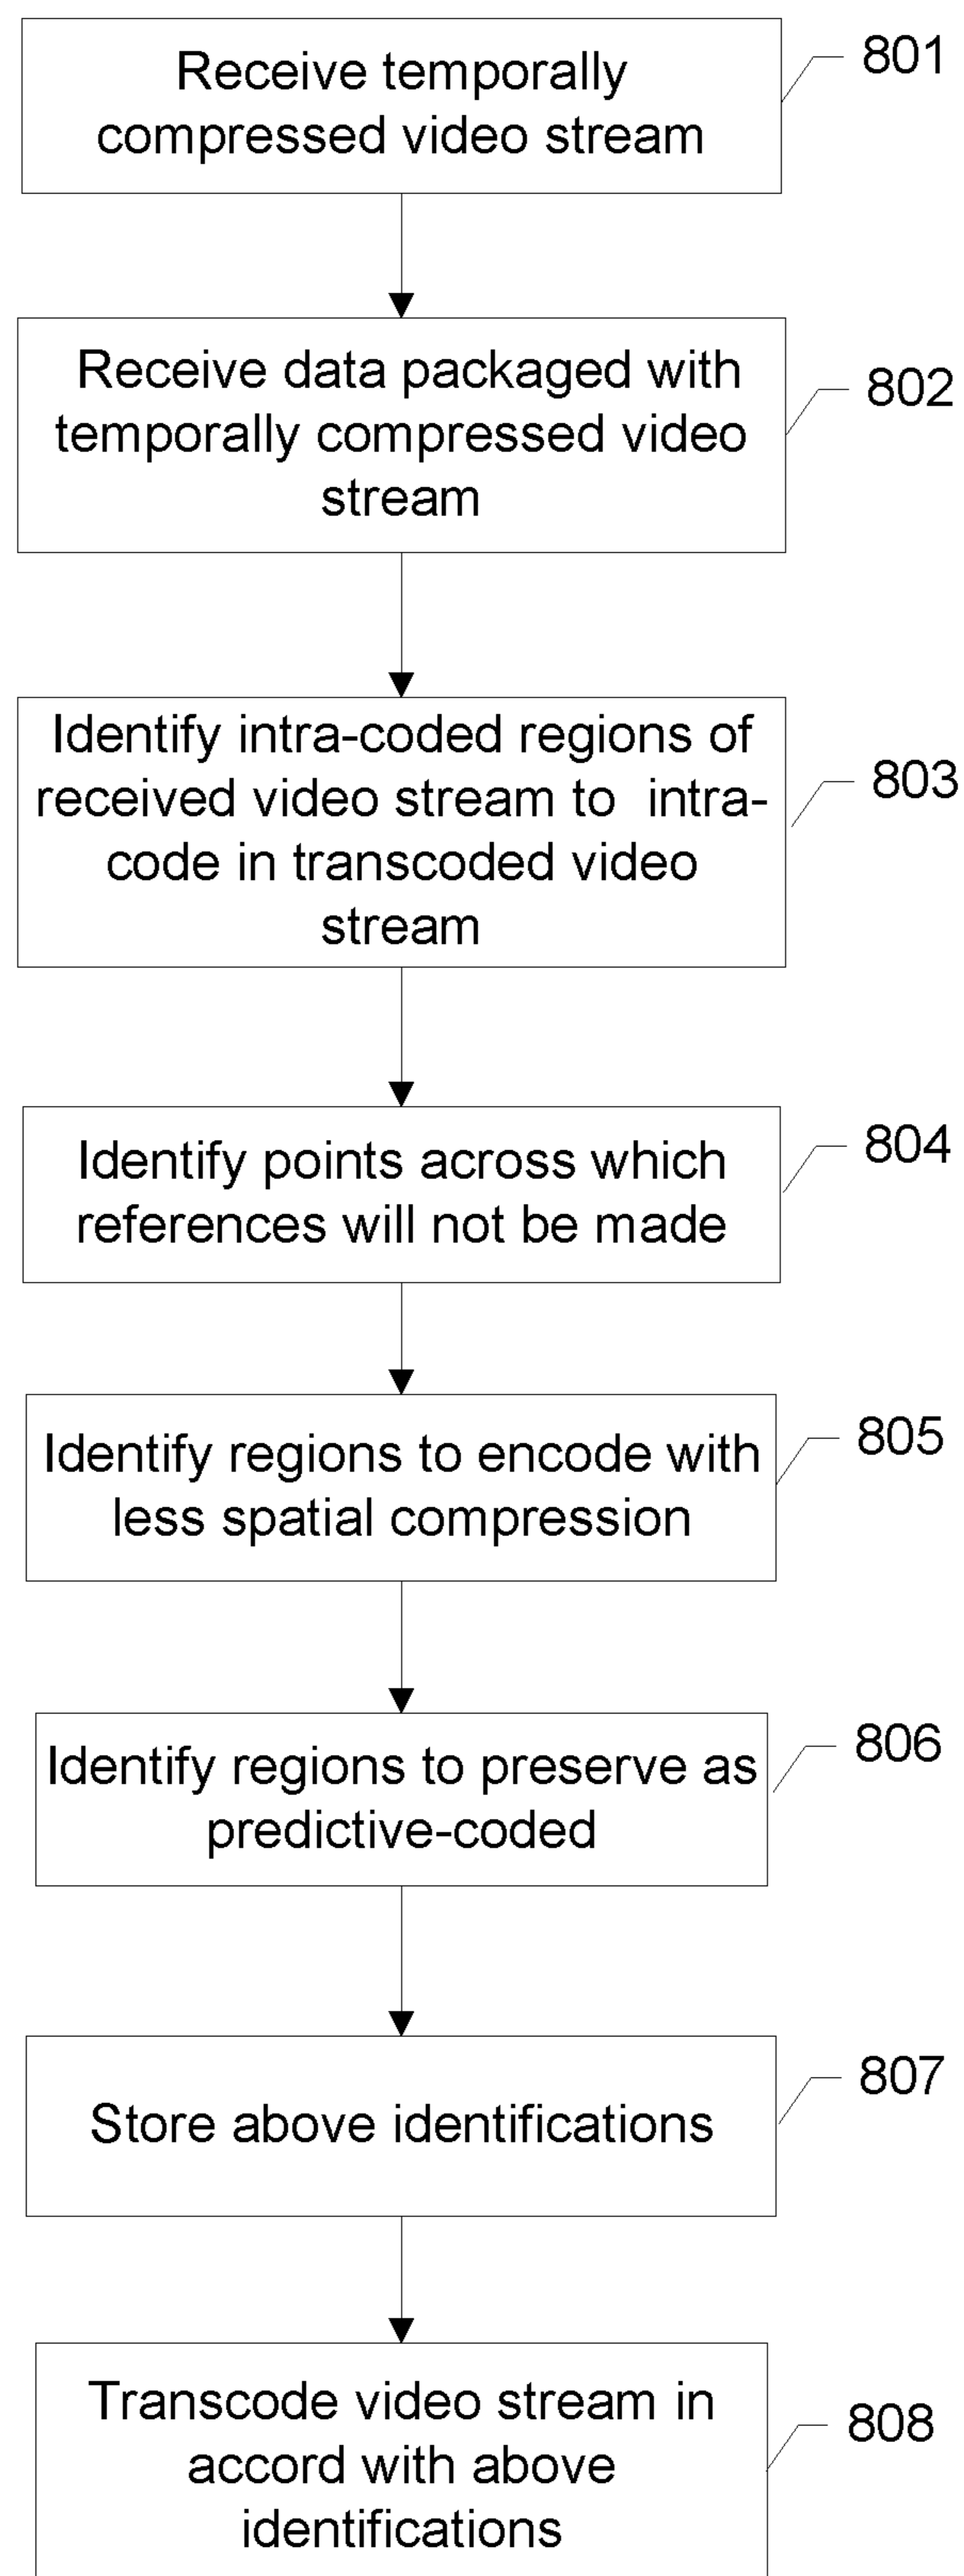 Receive temporally
compressed video stream
801
Receive data packaged with
temporally compressed video
stream
802
Identify intra-coded regions of
received video stream to intra-
code in transcoded video
stream
803
Identify points across which
references will not be made
804
Identify regions to encode with
less spatial compression
805
Identify regions to preserve as
predictive-coded
806
Store above identifications
807
Transcode video stream in
accord with above
identifications
808